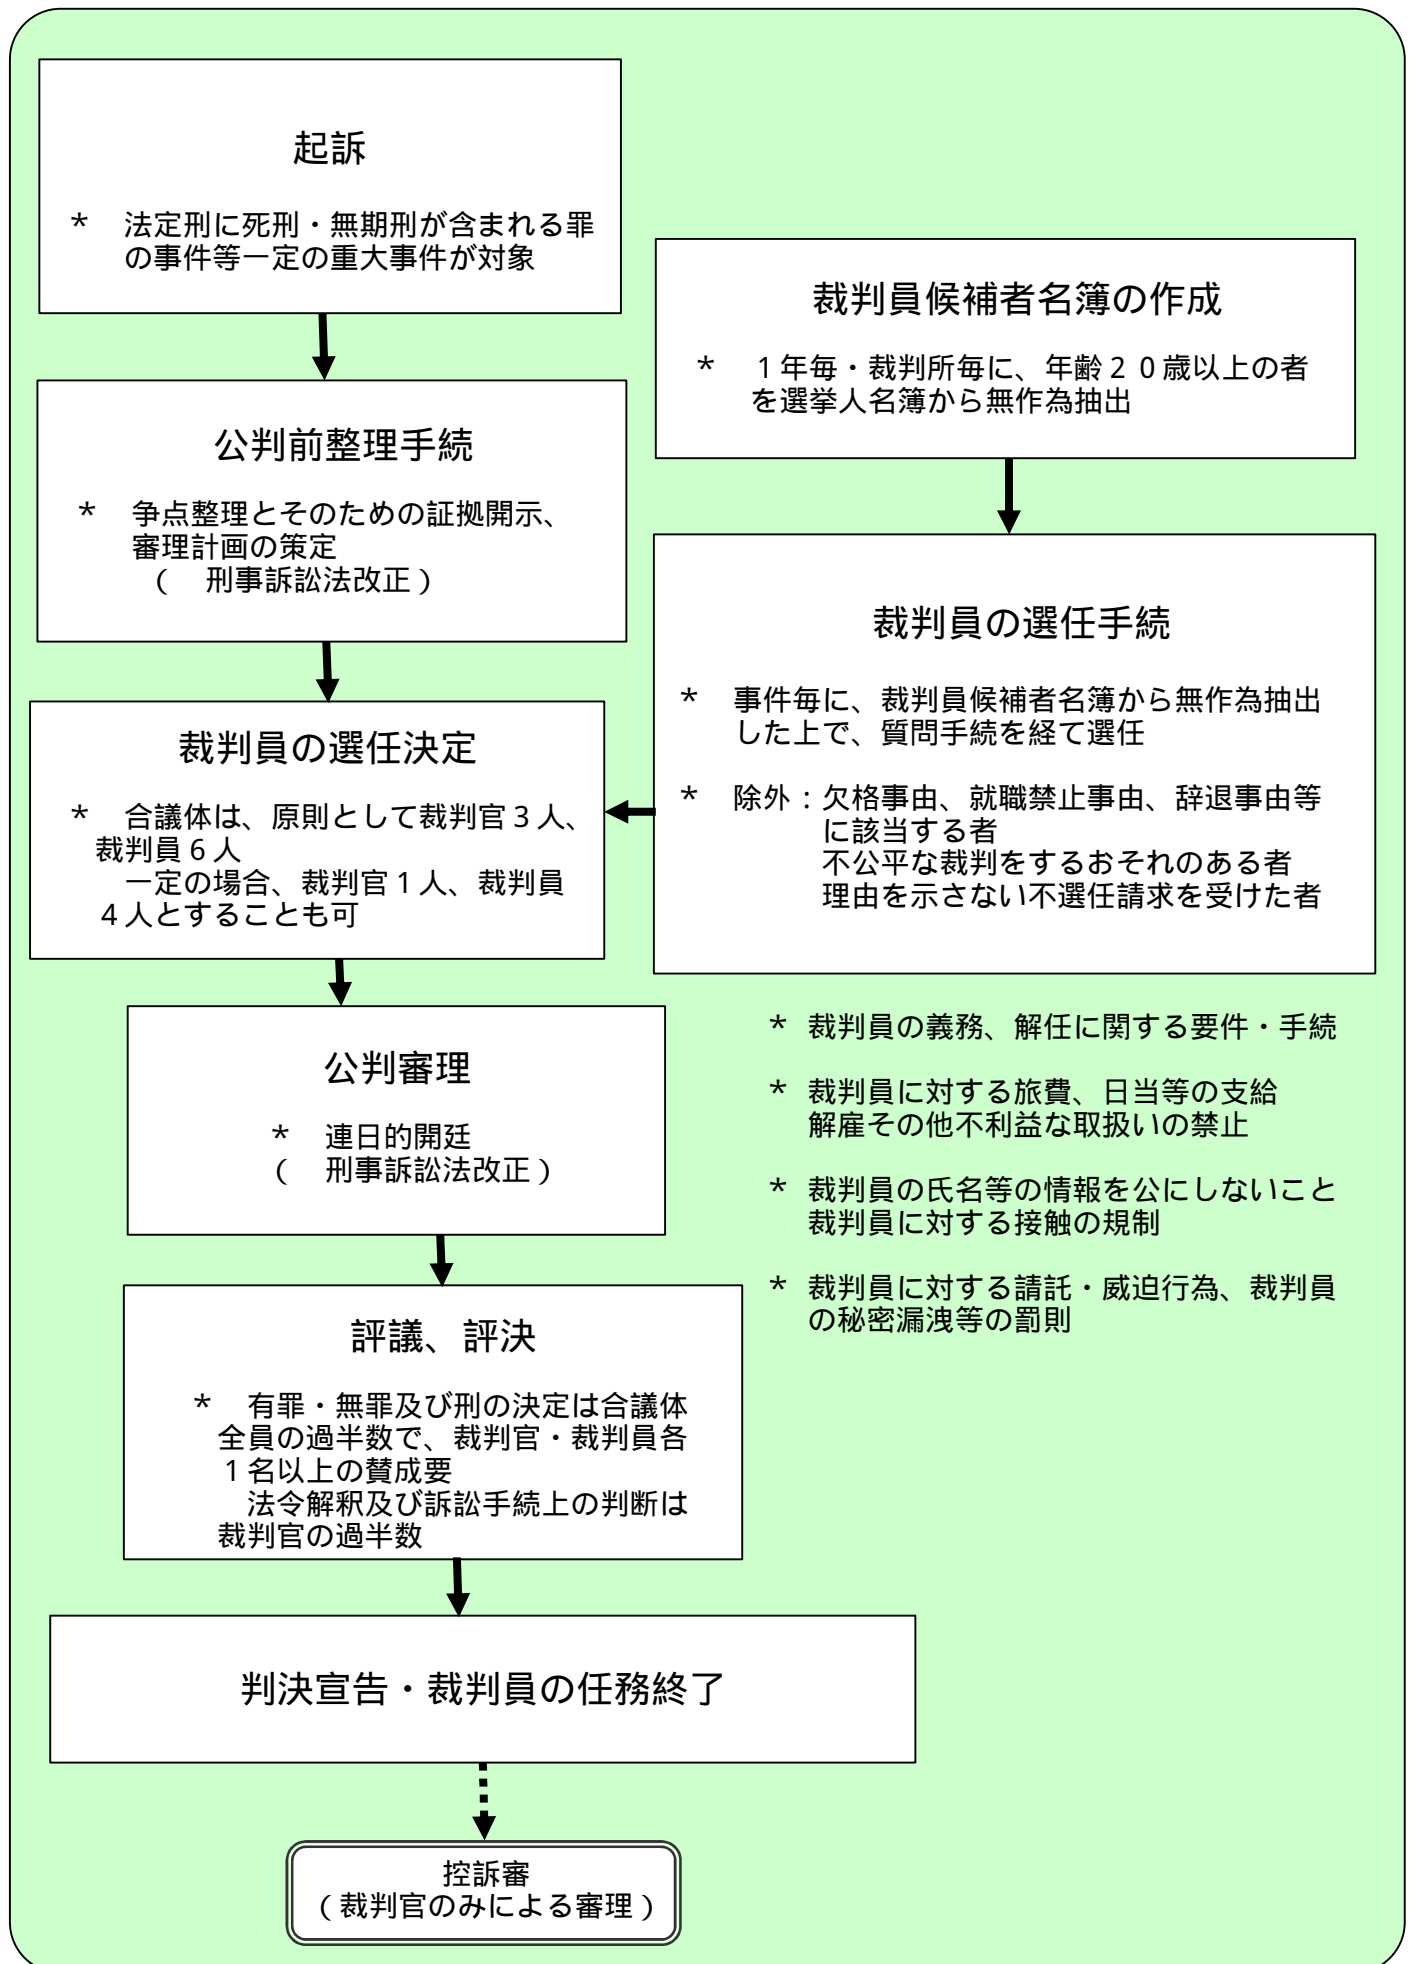 起訴
*　法定刑に死刑・無期刑が含まれる罪
の事件等一定の重大事件が対象
裁判員候補者名簿の作成
*　１年毎・裁判所毎に、年齢２０歳以上の者
を選挙人名簿から無作為抽出
公判前整理手続
*　争点整理とそのための証拠開示、
審理計画の策定
（　刑事訴訟法改正）
裁判員の選任手続
*　事件毎に、裁判員候補者名簿から無作為抽出
した上で、質問手続を経て選任
*　除外：欠格事由、就職禁止事由、辞退事由等
に該当する者
不公平な裁判をするおそれのある者
理由を示さない不選任請求を受けた者
裁判員の選任決定
*　合議体は、原則として裁判官３人、
裁判員６人
一定の場合、裁判官１人、裁判員
４人とすることも可
公判審理
*　連日的開廷
（　刑事訴訟法改正）
* 裁判員の義務、解任に関する要件・手続
* 裁判員に対する旅費、日当等の支給
解雇その他不利益な取扱いの禁止
* 裁判員の氏名等の情報を公にしないこと
裁判員に対する接触の規制
* 裁判員に対する請託・威迫行為、裁判員
の秘密漏洩等の罰則
評議、評決
*　有罪・無罪及び刑の決定は合議体
全員の過半数で、裁判官・裁判員各
１名以上の賛成要
法令解釈及び訴訟手続上の判断は
裁判官の過半数
判決宣告・裁判員の任務終了
控訴審
（裁判官のみによる審理）